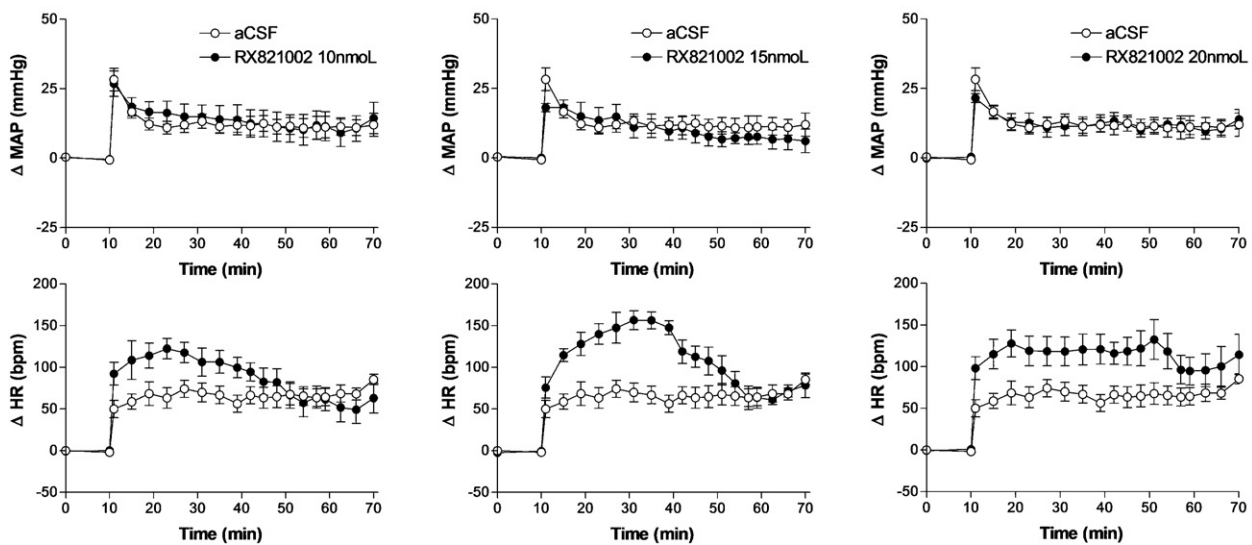 aCSF
RX821002 10nmoL
Δ MAP (mmHg)
50
25
0
-25
0 10 20 30 40 50 60 70
Time (min)
aCSF
RX821002 15nmoL
Δ MAP (mmHg)
50
25
0
-25
0 10 20 30 40 50 60 70
Time (min)
aCSF
RX821002 20nmoL
Δ MAP (mmHg)
50
25
0
-25
0 10 20 30 40 50 60 70
Time (min)
Δ HR (bpm)
200
150
100
50
0
-50
0 10 20 30 40 50 60 70
Time (min)
Δ HR (bpm)
200
150
100
50
0
-50
0 10 20 30 40 50 60 70
Time (min)
Δ HR (bpm)
200
150
100
50
0
-50
0 10 20 30 40 50 60 70
Time (min)